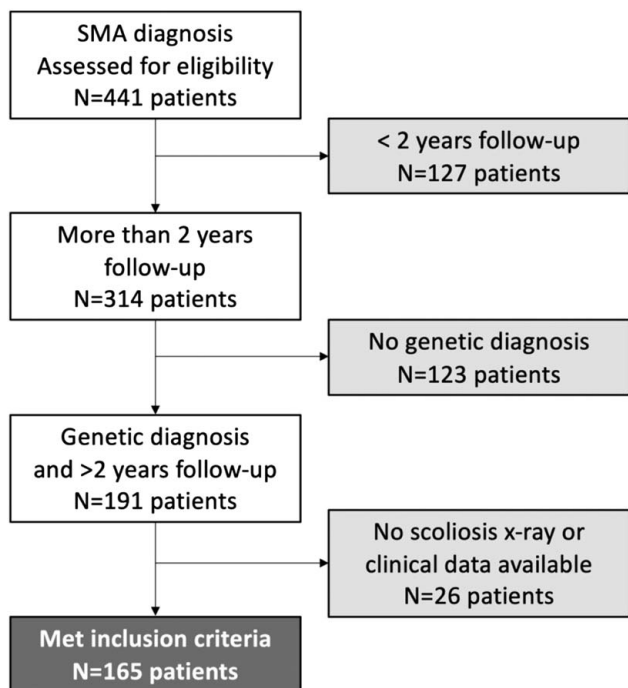 SMA diagnosis
Assessed for eligibility
N=441 patients
< 2 years follow-up
N=127 patients
More than 2 years
follow-up
N=314 patients
No genetic diagnosis
N=123 patients
Genetic diagnosis
and >2 years follow-up
N=191 patients
No scoliosis x-ray or
clinical data available
N=26 patients
Met inclusion criteria
N=165 patients